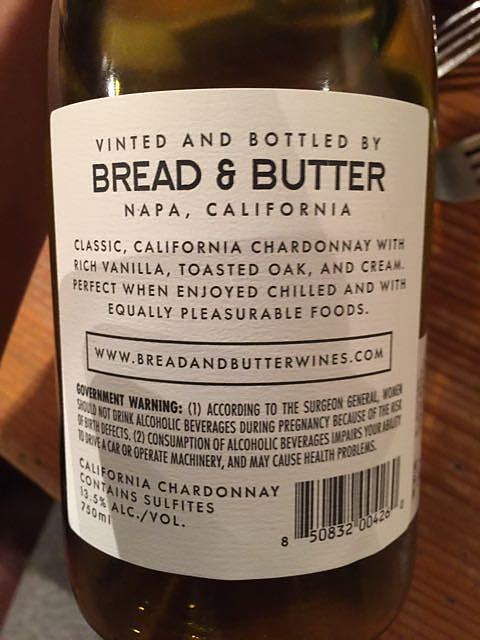 VINTED AND BOTTLED BY
BREAD & BUTTER
NAPA, CALIFORNIA
CLASSIC, CALIFORNIA CHARDONNAY WITH
RICH VANILLA, TOASTED OAK, AND CREAM.
PERFECT WHEN ENJOYED CHILLED AND WITH
EQUALLY PLEASURABLE FOODS.
WWW.BREADANDBUTTERWINES.COM
GOVERNMENT WARNING: (1) ACCORDING TO THE SURGEON GENERAL, WOMEN
SHOULD NOT DRINK ALCOHOLIC BEVERAGES DURING PREGNANCY BECAUSE OF THE RISK
OF BIRTH DEFECTS. (2) CONSUMPTION OF ALCOHOLIC BEVERAGES IMPAIRS YOUR ABILITY
TO DRIVE A CAR OR OPERATE MACHINERY, AND MAY CAUSE HEALTH PROBLEMS.
CALIFORNIA CHARDONNAY
CONTAINS SULFITES
13.5% ALC./VOL.
750ml
8 50832 00426 0